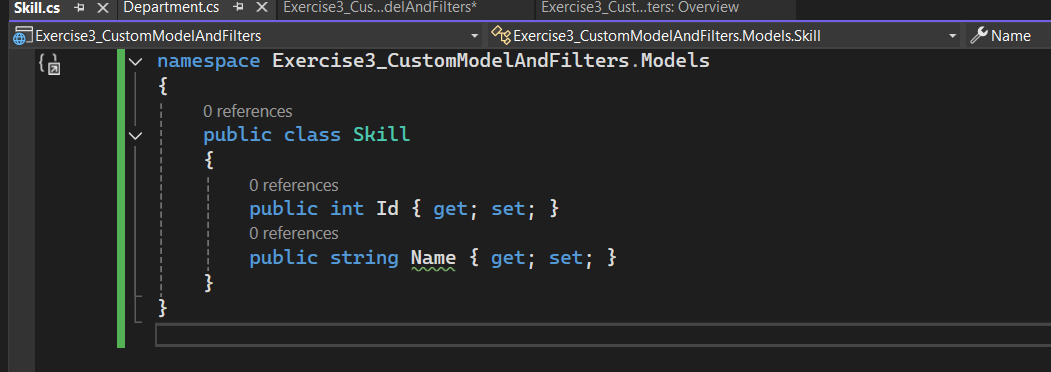 Skill.cs
Department.cs
Exercise3_Cus...delAndFilters*
Exercise3_Cust...ters: Overview
Exercise3_CustomModelAndFilters
Exercise3_CustomModelAndFilters.Models.Skill
Name
namespace Exercise3_CustomModelAndFilters.Models
{
0 references
public class Skill
{
0 references
public int Id { get; set; }
0 references
public string Name { get; set; }
}
}